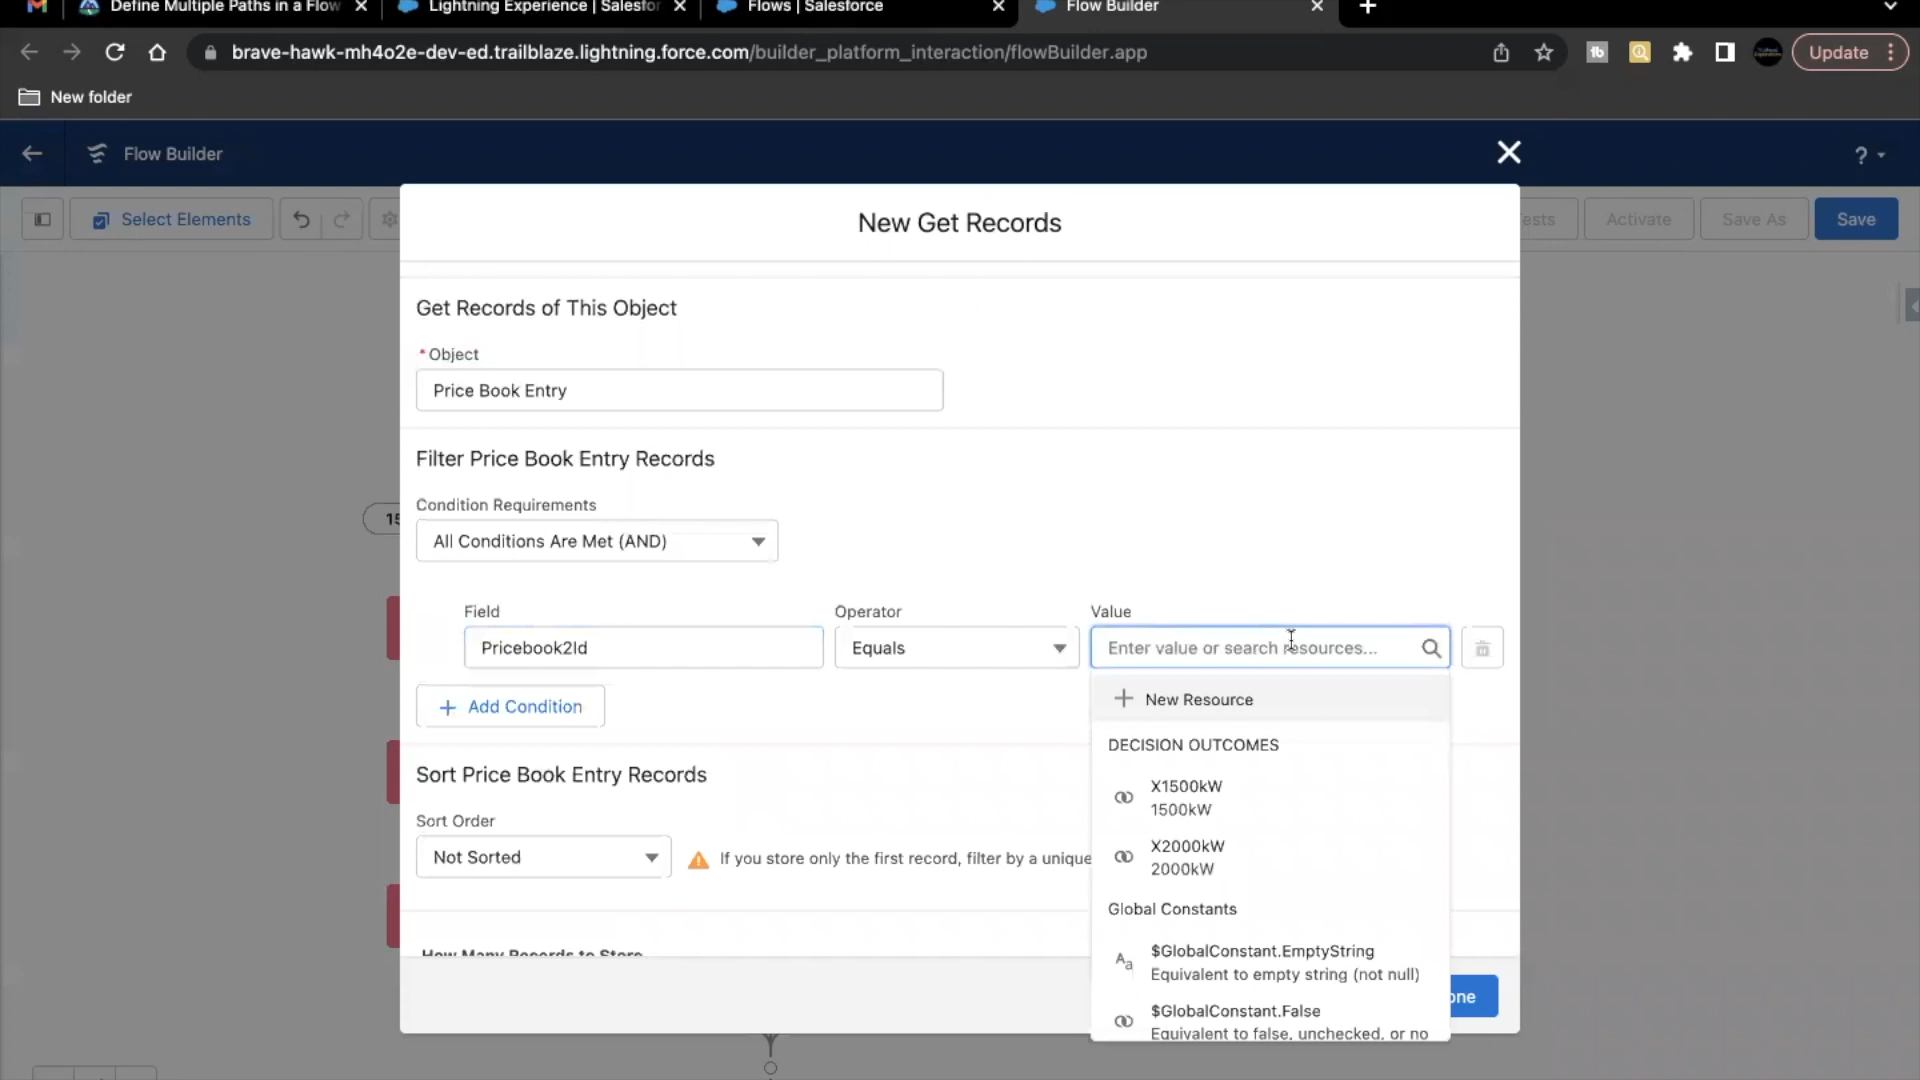 Define Multiple Paths in a Flow
Lightning Experience | Salesfor
Flows | Salesforce
Flow Builder
brave-hawk-mh4o2e-dev-ed.trailblaze.lightning.force.com/builder_platform_interaction/flowBuilder.app
Update
New folder
Flow Builder
?
Select Elements
ests
Activate
Save As
Save
New Get Records
Get Records of This Object
* Object
Price Book Entry
Filter Price Book Entry Records
Condition Requirements
All Conditions Are Met (AND)
15
Field
Operator
Value
Pricebook2Id
Equals
Enter value or search resources...
+ Add Condition
+ New Resource
DECISION OUTCOMES
X1500kW
1500kW
X2000kW
2000kW
Global Constants
$GlobalConstant.EmptyString
Equivalent to empty string (not null)
$GlobalConstant.False
Equivalent to false, unchecked, or no
Sort Price Book Entry Records
Sort Order
Not Sorted
If you store only the first record, filter by a unique
How Many Records to Store
one